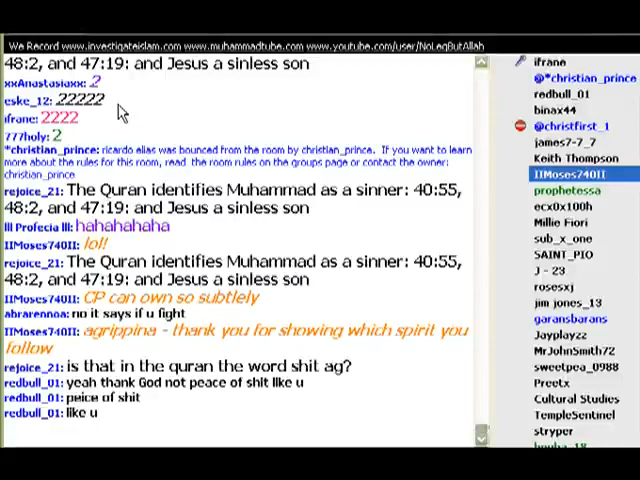 We Record www.investigateislam.com www.muhammadtube.com www.youtube.com/user/NoLeqButAllah
48:2, and 47:19: and Jesus a sinless son
xxAnastasiaxx: 2
eske_12: 22222
ifrane: 2222
777holy: 2
*christian_prince: ricardo elias was bounced from the room by christian_prince. If you want to learn
more about the rules for this room, read the room rules on the groups page or contact the owner:
christian_prince
rejoice_21: The Quran identifies Muhammad as a sinner: 40:55,
48:2, and 47:19: and Jesus a sinless son
III Profecia III: hahahahaha
IIMoses740II: lol!
rejoice_21: The Quran identifies Muhammad as a sinner: 40:55,
48:2, and 47:19: and Jesus a sinless son
IIMoses740II: CP can own so subtlely
abrarennoa: no it says if u fight
IIMoses740II: agrippina - thank you for showing which spirit you
follow
rejoice_21: is that in the quran the word shit ag?
redbull_01: yeah thank God not peace of shit like u
redbull_01: peice of shit
redbull_01: like u
ifrane
@*christian_prince
redbull_01
binax44
@christfirst_1
james7-7_7
Keith Thompson
IIMoses740II
prophetessa
ecx0x100h
Millie Fiori
sub_x_one
SAINT_PIO
J - 23
rosesxj
jim jones_13
garansbarans
Jayplayzz
MrJohnSmith72
sweetpea_0988
Preetx
Cultural Studies
TempleSentinel
stryper